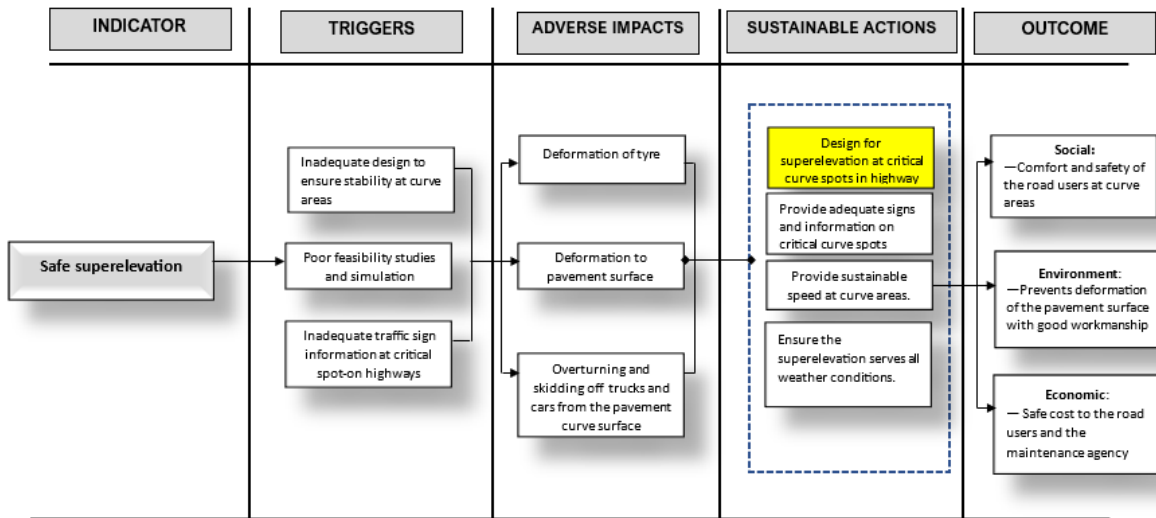 INDICATOR
TRIGGERS
ADVERSE IMPACTS
SUSTAINABLE ACTIONS
OUTCOME
Safe superelevation
Inadequate design to
ensure stability at curve
areas
Poor feasibility studies
and simulation
Inadequate traffic sign
information at critical
spot-on highways
Deformation of tyre
Deformation to
pavement surface
Overturning and
skidding off trucks and
cars from the pavement
curve surface
Design for
superelevation at critical
curve spots in highway
Provide adequate signs
and information on
critical curve spots
Provide sustainable
speed at curve areas.
Ensure the
superelevation serves all
weather conditions.
Social:
—Comfort and safety of
the road users at curve
areas
Environment:
—Prevents deformation
of the pavement surface
with good workmanship
Economic:
— Safe cost to the road
users and the
maintenance agency